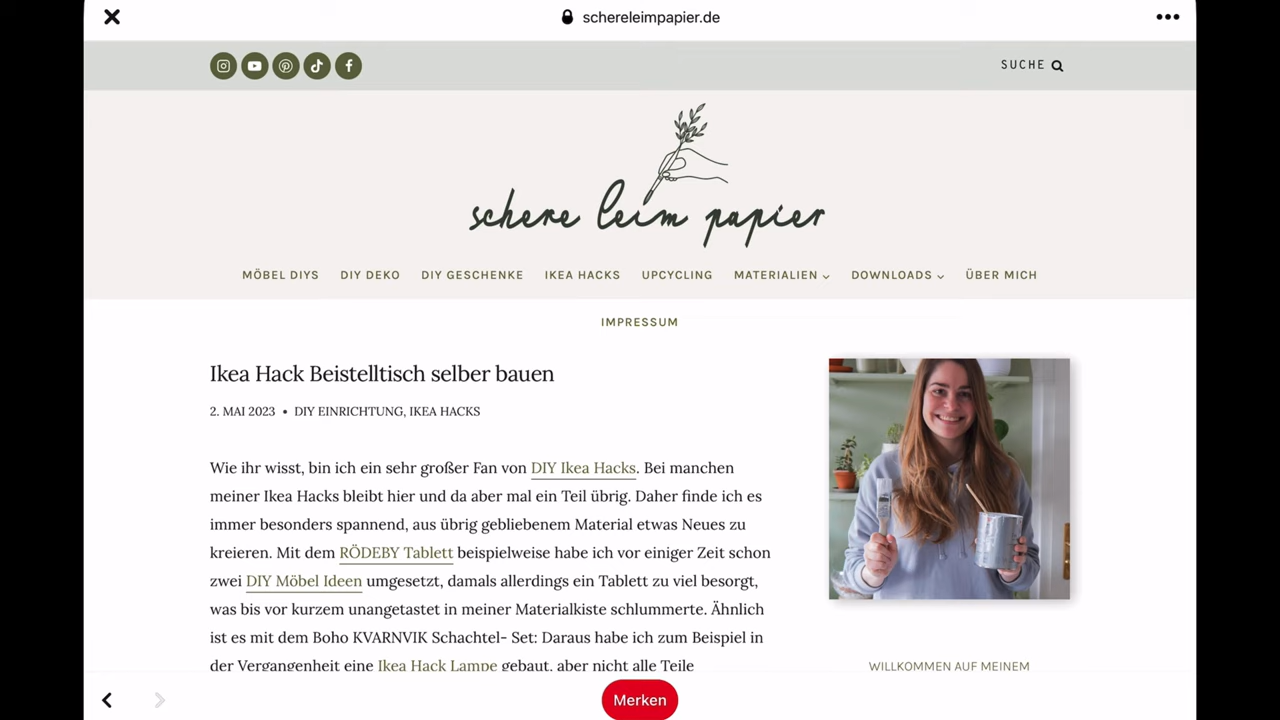 schereleimpapier.de
SUCHE
schere leim papier
MÖBEL DIYS DIY DEKO DIY GESCHENKE IKEA HACKS UPCYCLING MATERIALIEN DOWNLOADS ÜBER MICH
IMPRESSUM
Ikea Hack Beistelltisch selber bauen
2. MAI 2023 • DIY EINRICHTUNG, IKEA HACKS
Wie ihr wisst, bin ich ein sehr großer Fan von DIY Ikea Hacks. Bei manchen
meiner Ikea Hacks bleibt hier und da aber mal ein Teil übrig. Daher finde ich es
immer besonders spannend, aus übrig gebliebenem Material etwas Neues zu
kreieren. Mit dem RÖDEBY Tablett beispielweise habe ich vor einiger Zeit schon
zwei DIY Möbel Ideen umgesetzt, damals allerdings ein Tablett zu viel besorgt,
was bis vor kurzem unangetastet in meiner Materialkiste schlummerte. Ähnlich
ist es mit dem Boho KVARNVIK Schachtel- Set: Daraus habe ich zum Beispiel in
der Vergangenheit eine Ikea Hack Lampe gebaut, aber nicht alle Teile
WILLKOMMEN AUF MEINEM
Merken